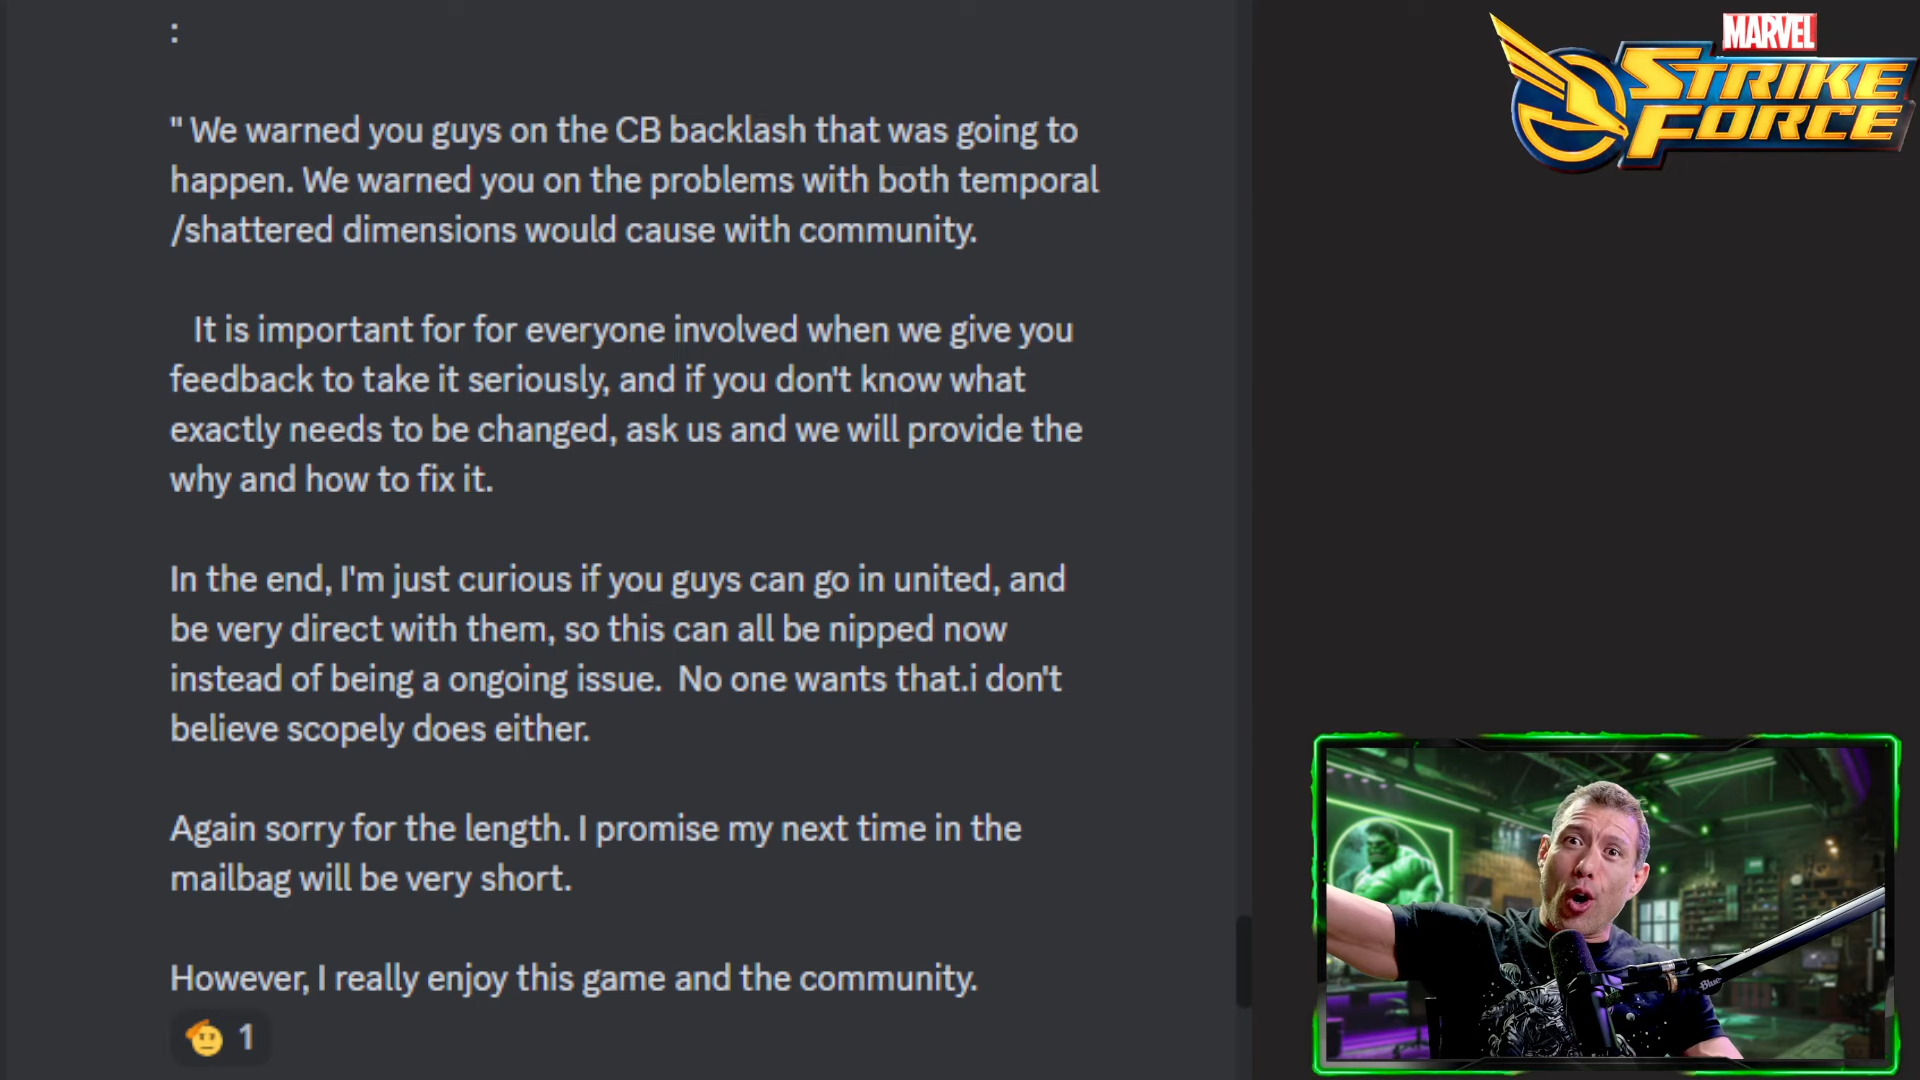 :
" We warned you guys on the CB backlash that was going to
happen. We warned you on the problems with both temporal
/shattered dimensions would cause with community.
It is important for for everyone involved when we give you
feedback to take it seriously, and if you don't know what
exactly needs to be changed, ask us and we will provide the
why and how to fix it.
In the end, I'm just curious if you guys can go in united, and
be very direct with them, so this can all be nipped now
instead of being a ongoing issue.  No one wants that.i don't
believe scopely does either.
Again sorry for the length. I promise my next time in the
mailbag will be very short.
However, I really enjoy this game and the community.
1
MARVEL
STRIKE
FORCE
Blue